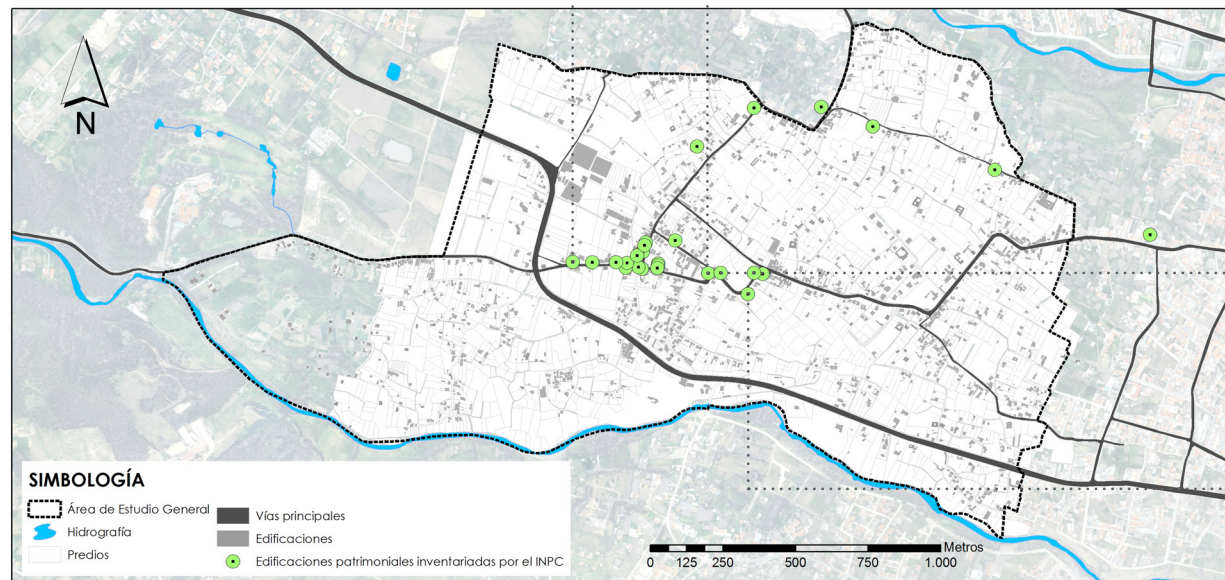 N
SIMBOLOGÍA
Área de Estudio General
Hidrografía
Predios
Vías principales
Edificaciones
Edificaciones patrimoniales inventariadas por el INPC
Metros
0 125 250 500 750 1.000